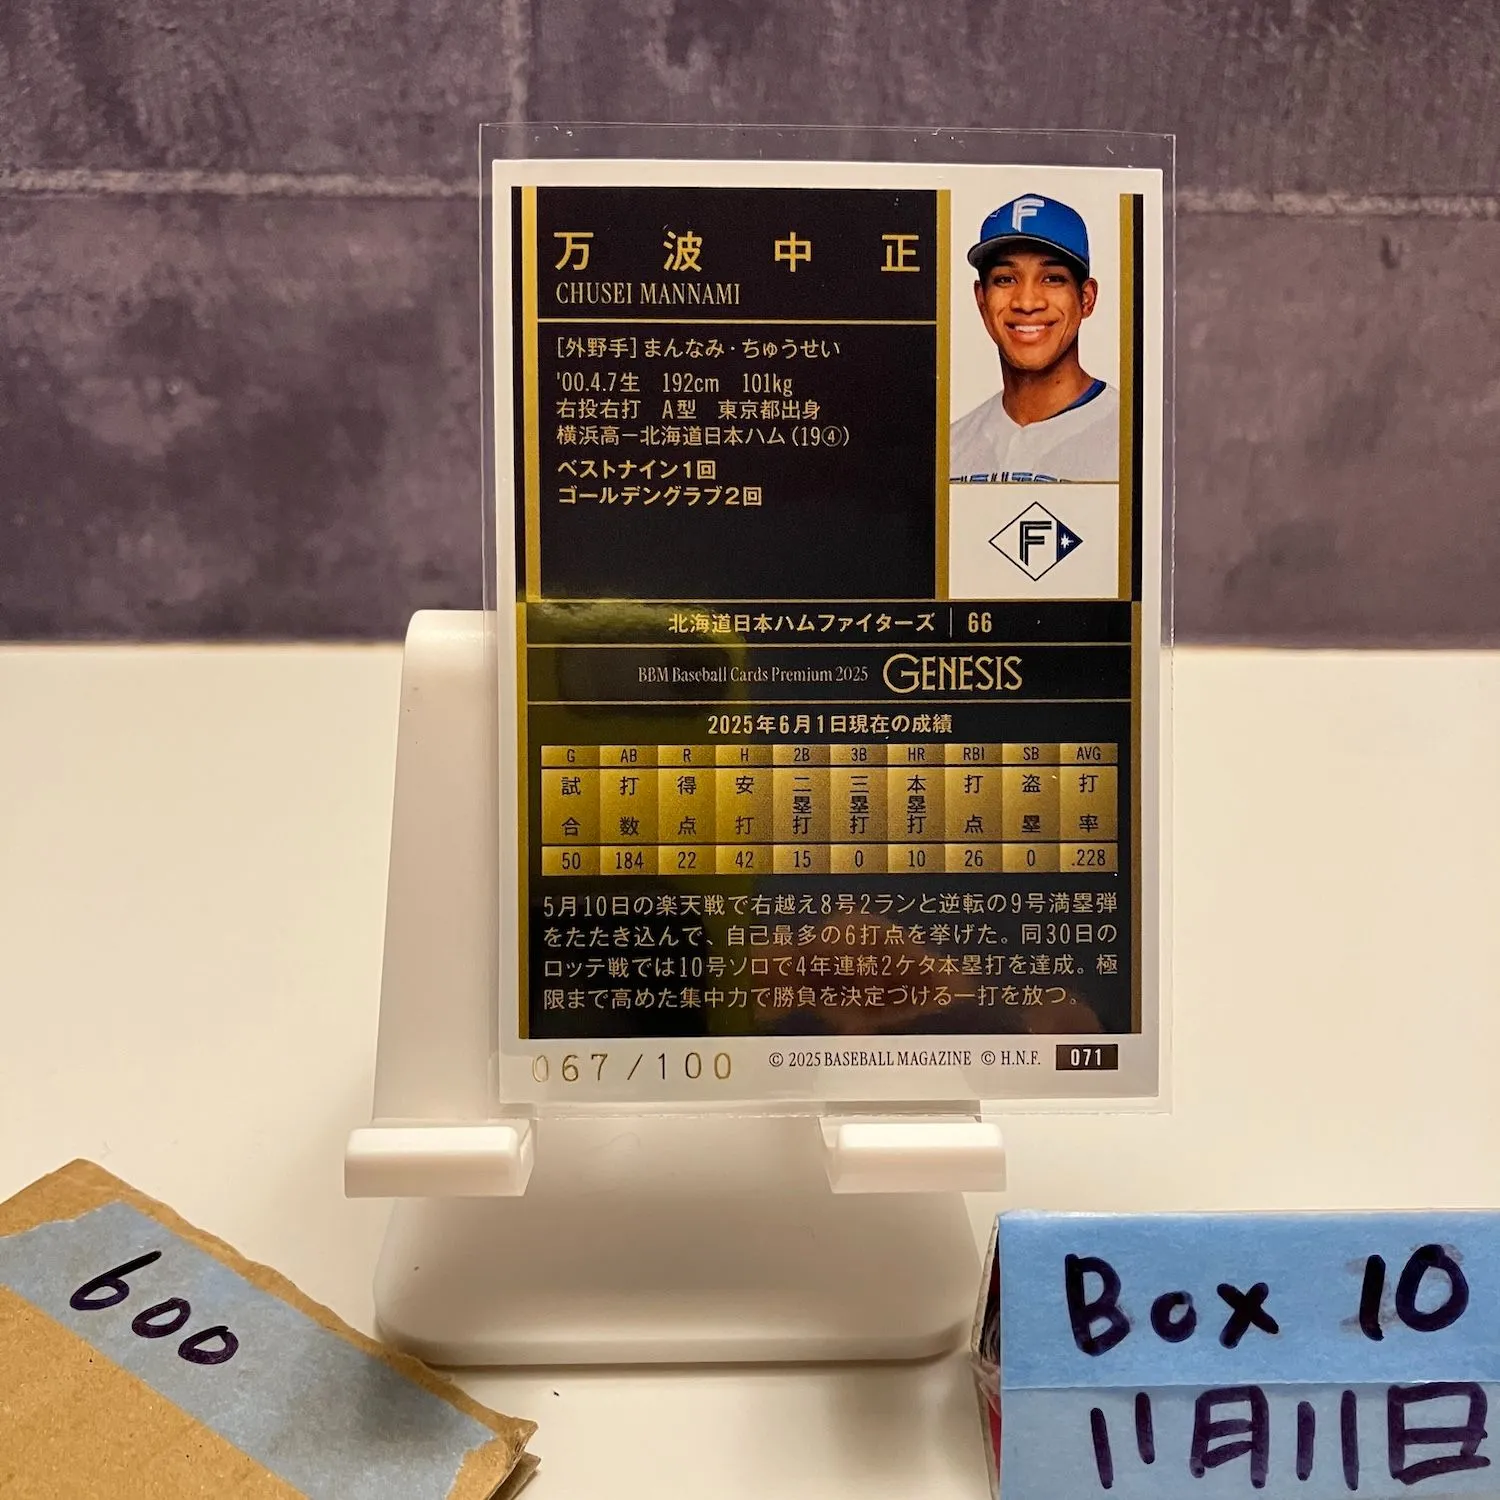 F
万波中正
CHUSEI MANNAMI
[外野手]まんなみ・ちゅうせい
'00.4.7生 192cm 101kg
右投右打 A型 東京都出身
横浜高ー北海道日本ハム(19④)
ベストナイン1回
ゴールデングラブ2回
F
北海道日本ハムファイターズ | 66
BBM Baseball Cards Premium 2025 GENESIS
2025年6月1日現在の成績
G AB R H 2B 3B HR RBI SB AVG
試合 打数 得点 安打 二塁打 三塁打 本塁打 打点 盗塁 打率
50 184 22 42 15 0 10 26 0 .228
5月10日の楽天戦で右越え8号2ランと逆転の9号満塁弾
をたたき込んで、自己最多の6打点を挙げた。同30日の
ロッテ戦では10号ソロで4年連続2ケタ本塁打を達成。極
限まで高めた集中力で勝負を決定づける一打を放つ。
067/100 © 2025 BASEBALL MAGAZINE © H.N.F. 071
600
Box 10
11月11日